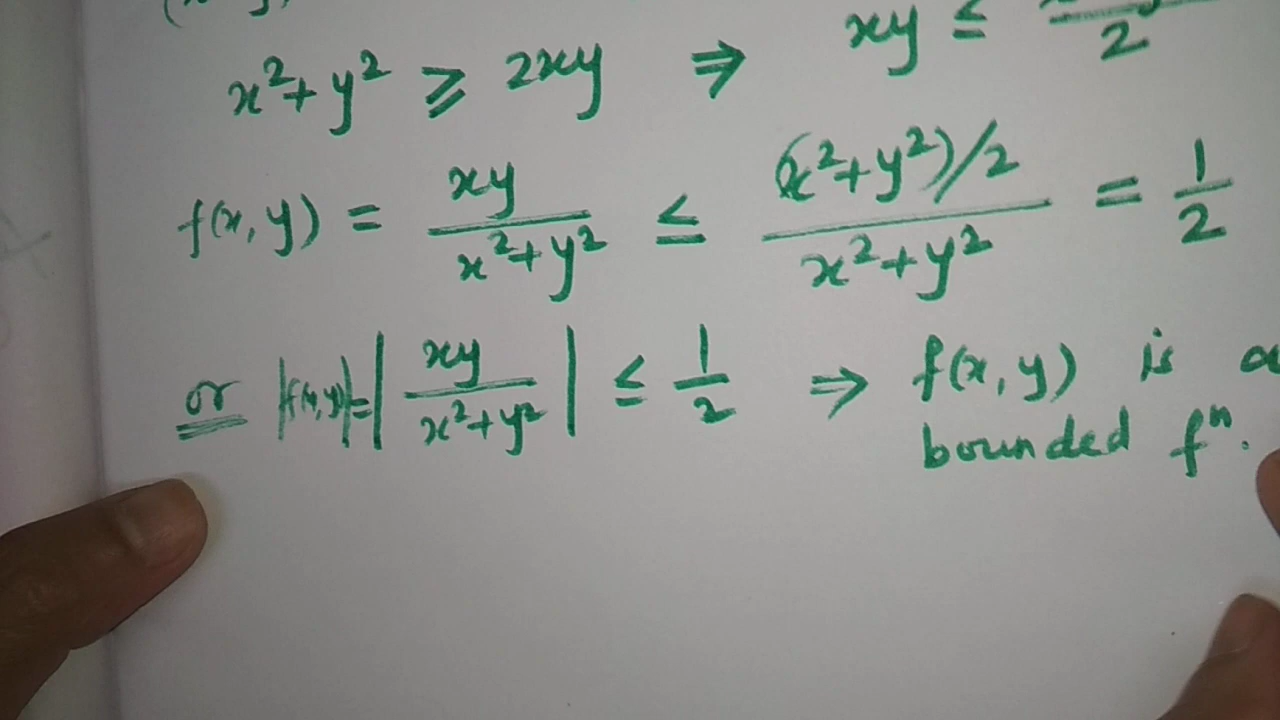 x²+y² ≥ 2xy ⇒ xy ≤ /2
f(x,y) = xy/(x²+y²) ≤ ((x²+y²)/2)/(x²+y²) = 1/2
or |f(x,y)|=|xy/(x²+y²)| ≤ 1/2 ⇒ f(x,y) is a
bounded fⁿ.